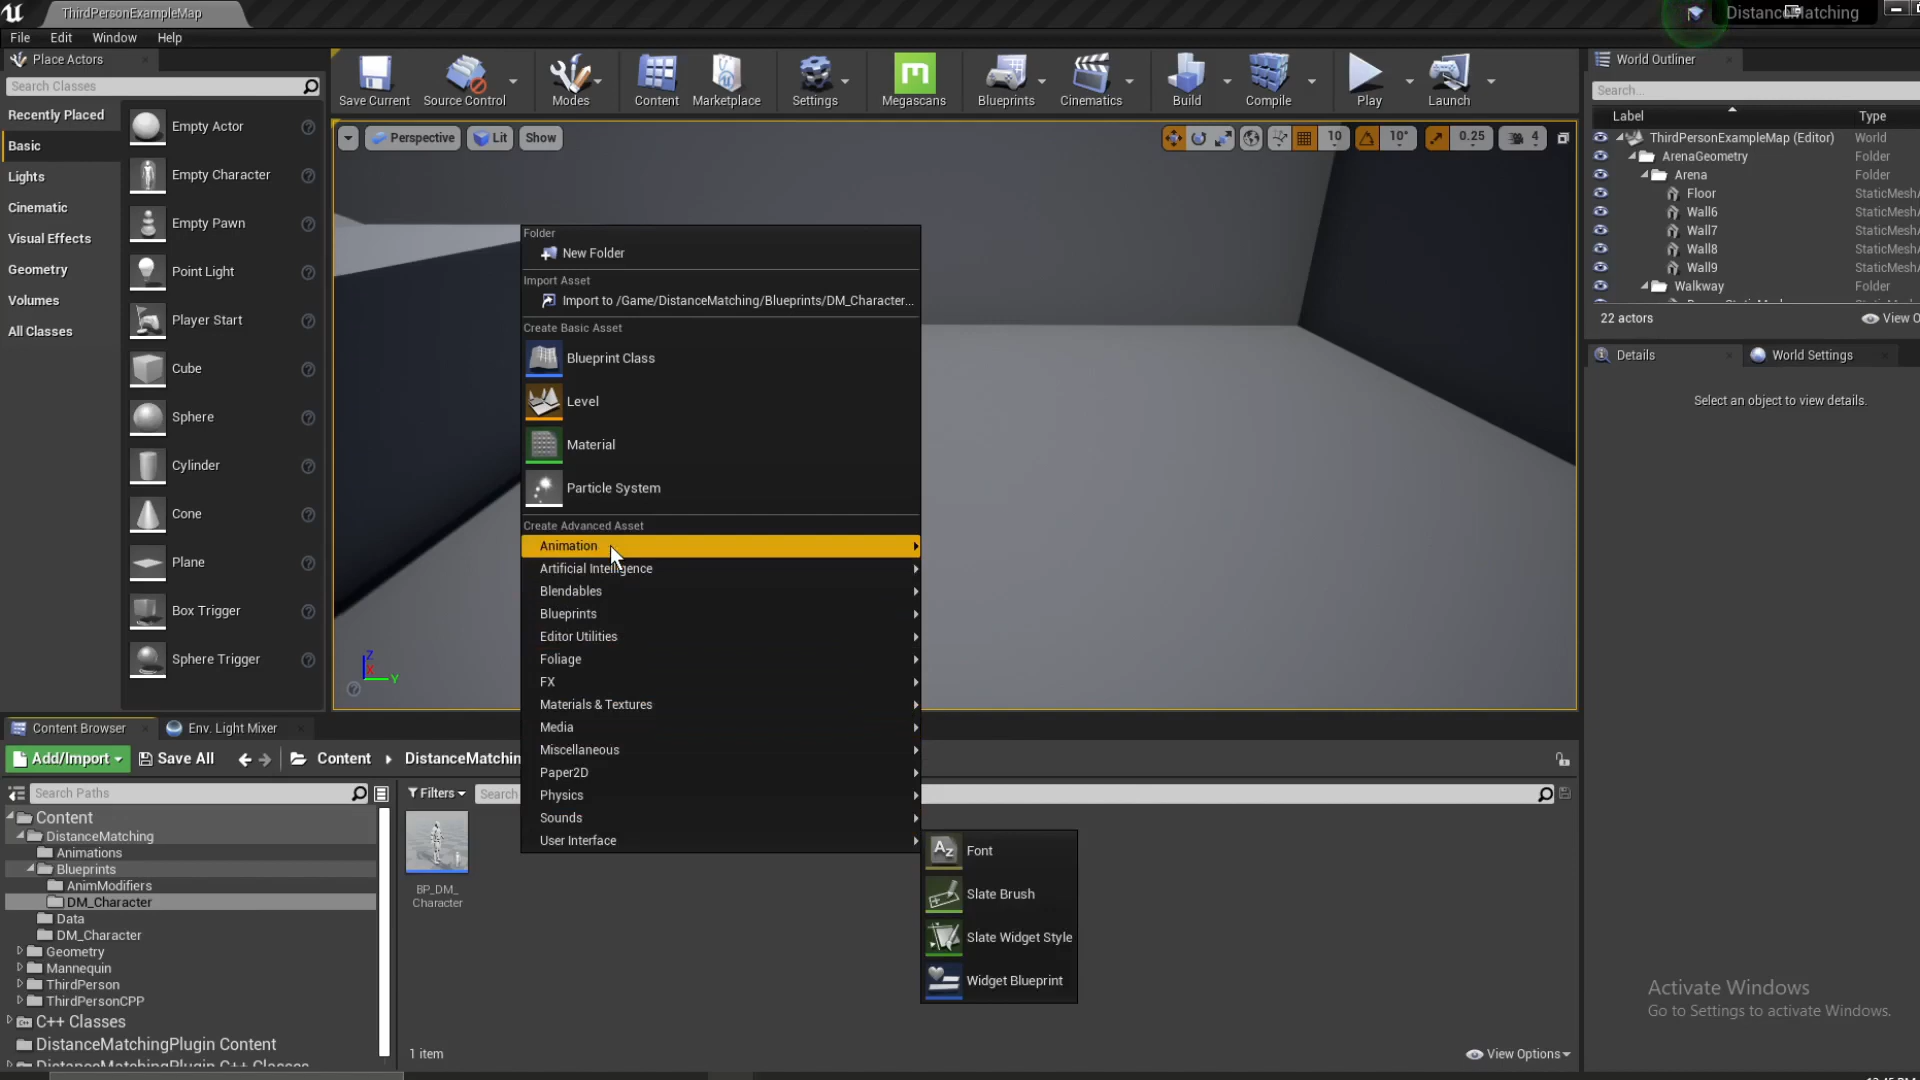 ThirdPersonExampleMap
DistanceMatching
File Edit Window Help
Place Actors
Search Classes
Recently Placed
Basic
Lights
Cinematic
Visual Effects
Geometry
Volumes
All Classes
Empty Actor
Empty Character
Empty Pawn
Point Light
Player Start
Cube
Sphere
Cylinder
Cone
Plane
Box Trigger
Sphere Trigger
Save Current
Source Control
Modes
Content
Marketplace
Settings
Megascans
Blueprints
Cinematics
Build
Compile
Play
Launch
Perspective Lit Show
10 10° 0.25 4
Folder
New Folder
Import Asset
Import to /Game/DistanceMatching/Blueprints/DM_Character...
Create Basic Asset
Blueprint Class
Level
Material
Particle System
Create Advanced Asset
Animation
Artificial Intelligence
Blendables
Blueprints
Editor Utilities
Foliage
FX
Materials & Textures
Media
Miscellaneous
Paper2D
Physics
Sounds
User Interface
Font
Slate Brush
Slate Widget Style
Widget Blueprint
Z
X
Y
World Outliner
Search...
Label Type
ThirdPersonExampleMap (Editor) World
ArenaGeometry Folder
Arena Folder
Floor StaticMeshA
Wall6 StaticMeshA
Wall7 StaticMeshA
Wall8 StaticMeshA
Wall9 StaticMeshA
Walkway Folder
22 actors View O
Details World Settings
Select an object to view details.
Content Browser Env. Light Mixer
Add/Import Save All Content DistanceMatchin
Search Paths
Filters Search
Content
DistanceMatching
Animations
Blueprints
AnimModifiers
DM_Character
Data
DM_Character
Geometry
Mannequin
ThirdPerson
ThirdPersonCPP
C++ Classes
DistanceMatchingPlugin Content
DistanceMatchingPlugin C++ Classes
BP_DM_
Character
1 item
View Options
Activate Windows
Go to Settings to activate Windows.